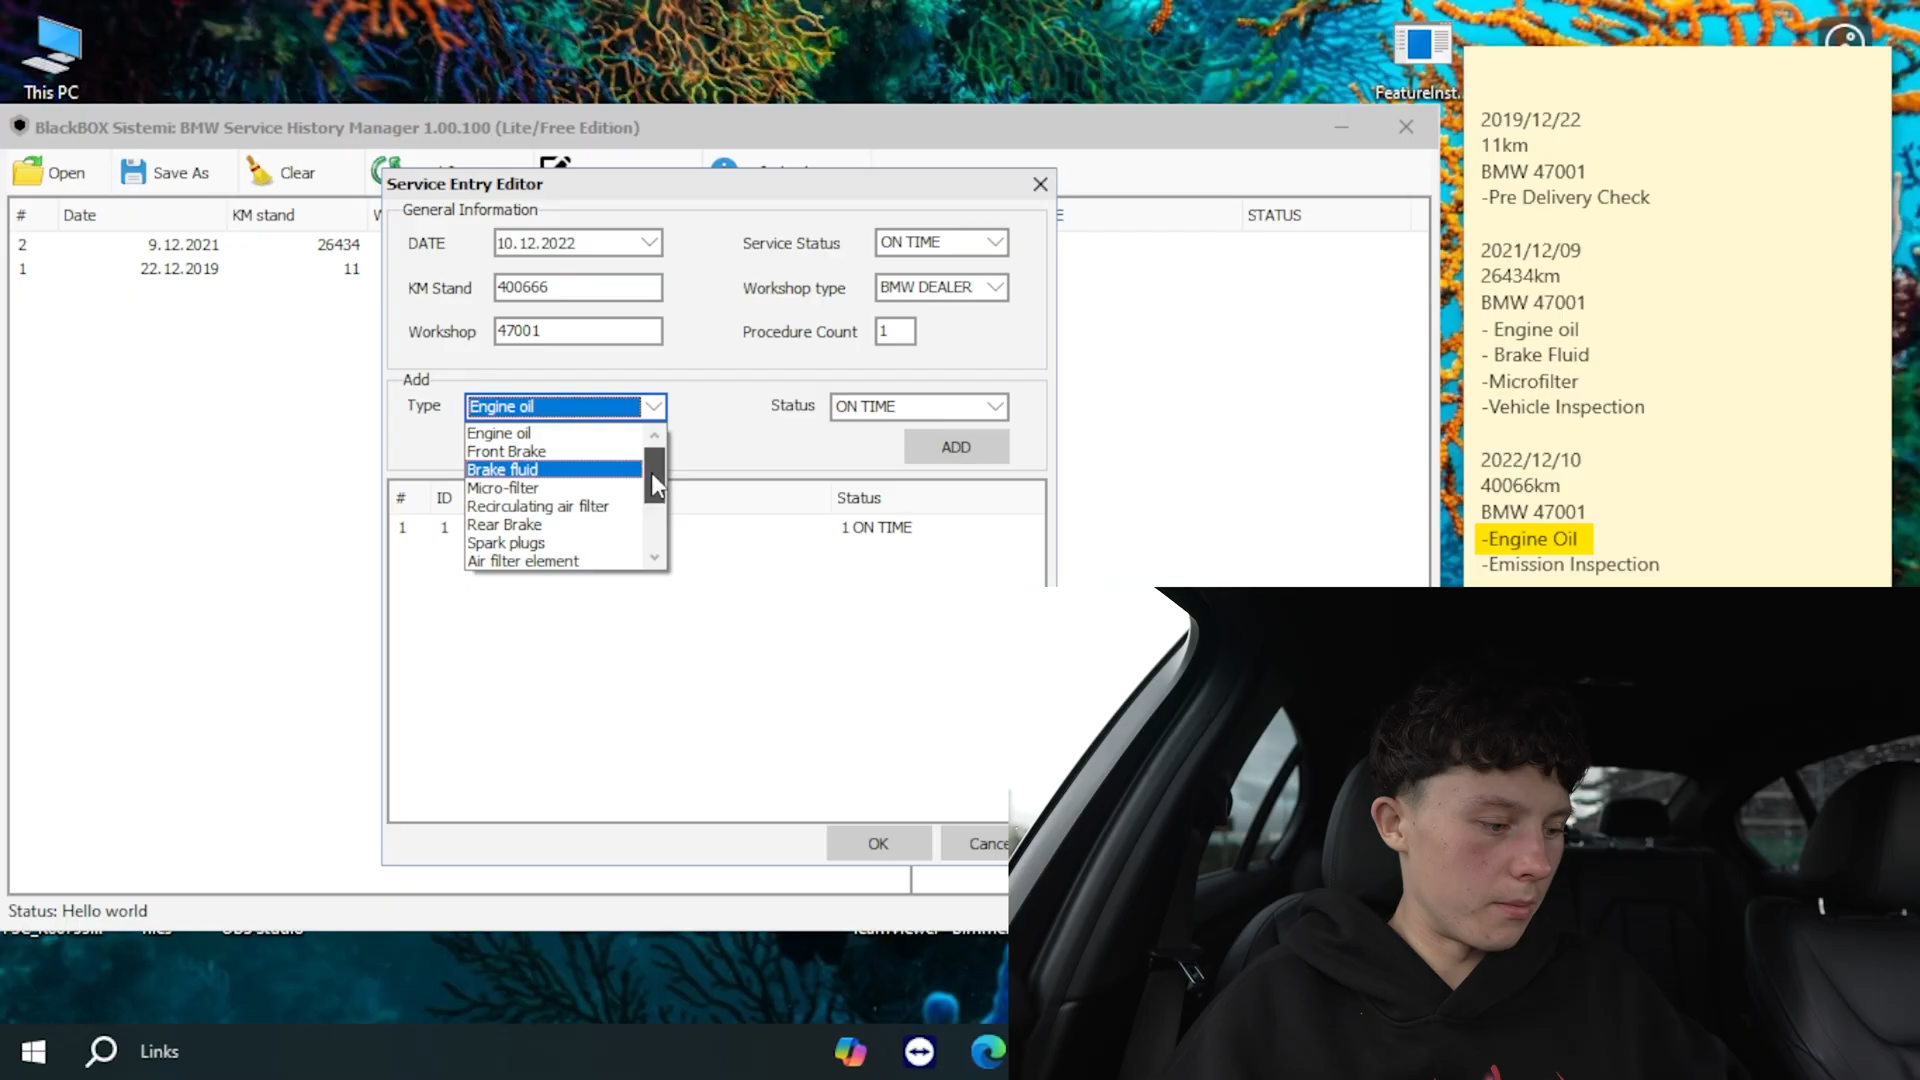 This PC
FeatureInst...
BlackBOX Sistemi: BMW Service History Manager 1.00.100 (Lite/Free Edition)
Open
Save As
Clear
# Date KM stand
STATUS
2 9.12.2021 26434
1 22.12.2019 11
Service Entry Editor
General Information
DATE 10.12.2022 Service Status ON TIME
KM Stand 400666 Workshop type BMW DEALER
Workshop 47001 Procedure Count 1
Add
Type Engine oil Status ON TIME
ADD
Engine oil
Front Brake
Brake fluid
Micro-filter
Recirculating air filter
Rear Brake
Spark plugs
Air filter element
# ID Status
1 1 1 ON TIME
OK
Cance
Status: Hello world
Links
2019/12/22
11km
BMW 47001
-Pre Delivery Check
2021/12/09
26434km
BMW 47001
- Engine oil
- Brake Fluid
-Microfilter
-Vehicle Inspection
2022/12/10
40066km
BMW 47001
-Engine Oil
-Emission Inspection